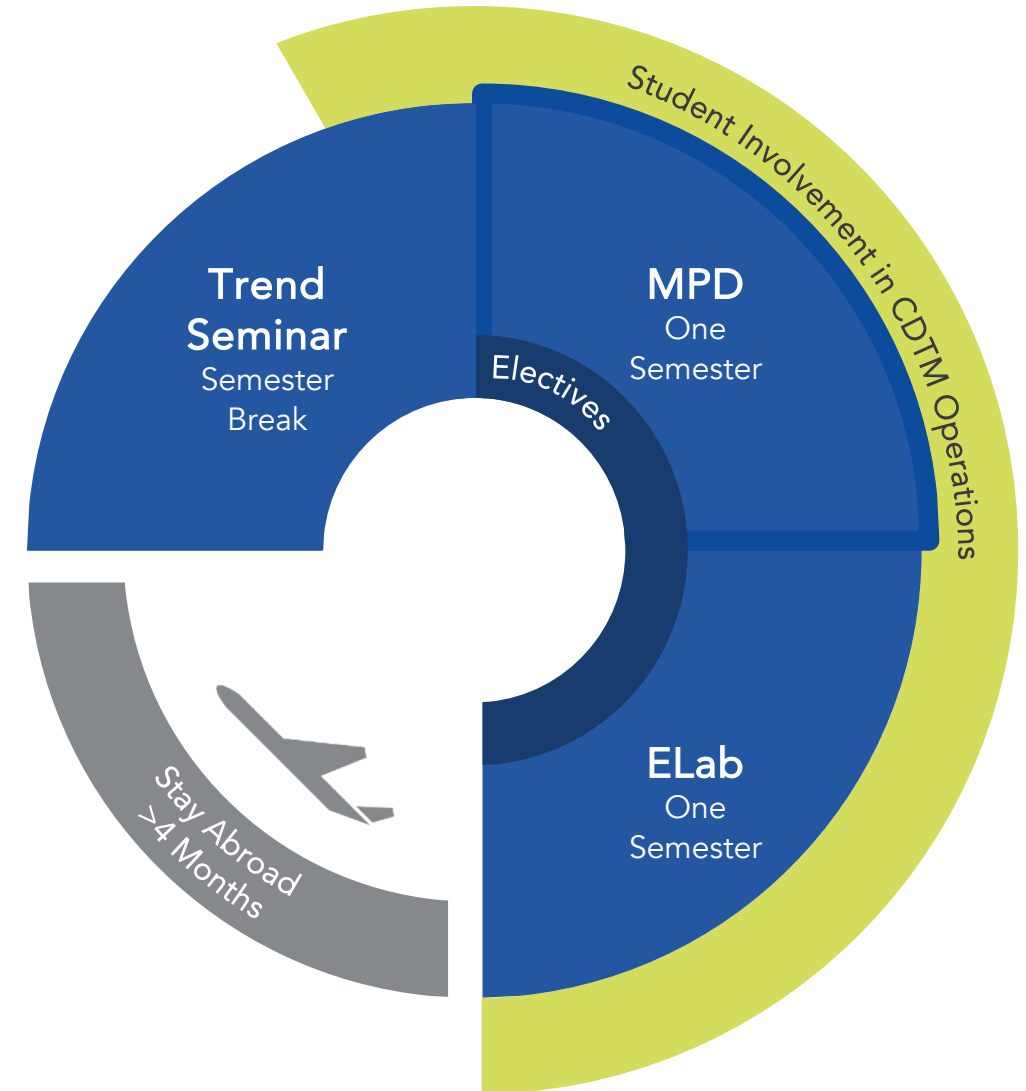 Student Involvement in CDTM Operations
Trend
Seminar
Semester
Break
MPD
One
Semester
Electives
ELab
One
Semester
Stay Abroad
>4 Months